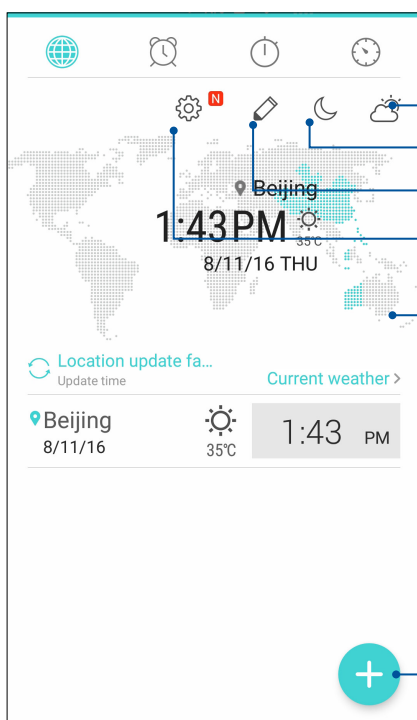 N
Beijing
1:43PM
35°C
8/11/16 THU
Location update fa...
Update time
Current weather >
Beijing
8/11/16
35°C
1:43 PM